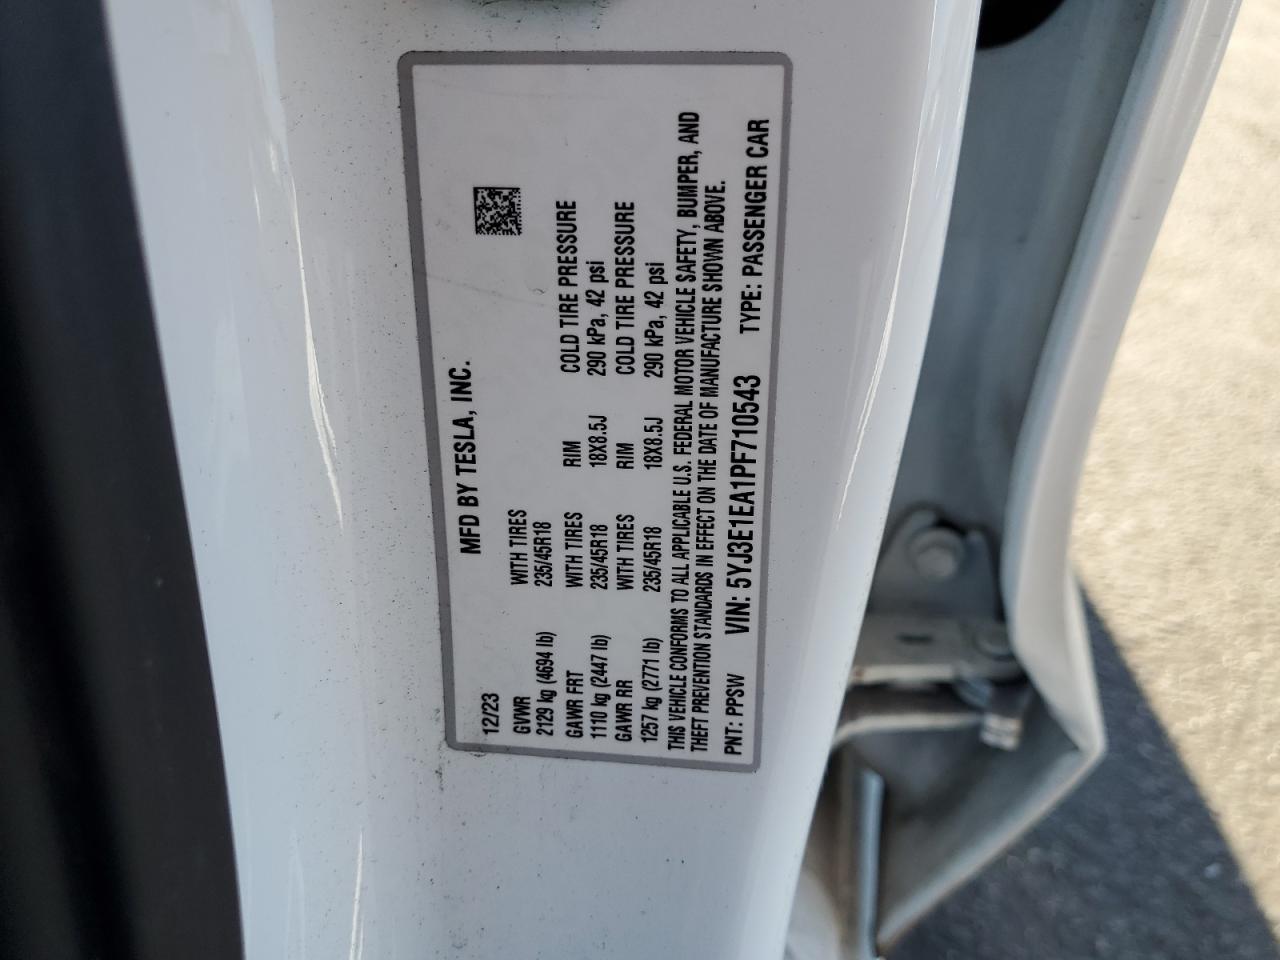 MFD BY TESLA, INC.
12/23
GVWR WITH TIRES
2129 kg (4694 lb) 235/45R18
GAWR FRT WITH TIRES RIM COLD TIRE PRESSURE
1110 kg (2447 lb) 235/45R18 18X8.5J 290 kPa, 42 psi
GAWR RR WITH TIRES RIM COLD TIRE PRESSURE
1257 kg (2771 lb) 235/45R18 18X8.5J 290 kPa, 42 psi
THIS VEHICLE CONFORMS TO ALL APPLICABLE U.S. FEDERAL MOTOR VEHICLE SAFETY, BUMPER, AND
THEFT PREVENTION STANDARDS IN EFFECT ON THE DATE OF MANUFACTURE SHOWN ABOVE.
PNT: PPSW VIN: 5YJ3E1EA1PF710543 TYPE: PASSENGER CAR